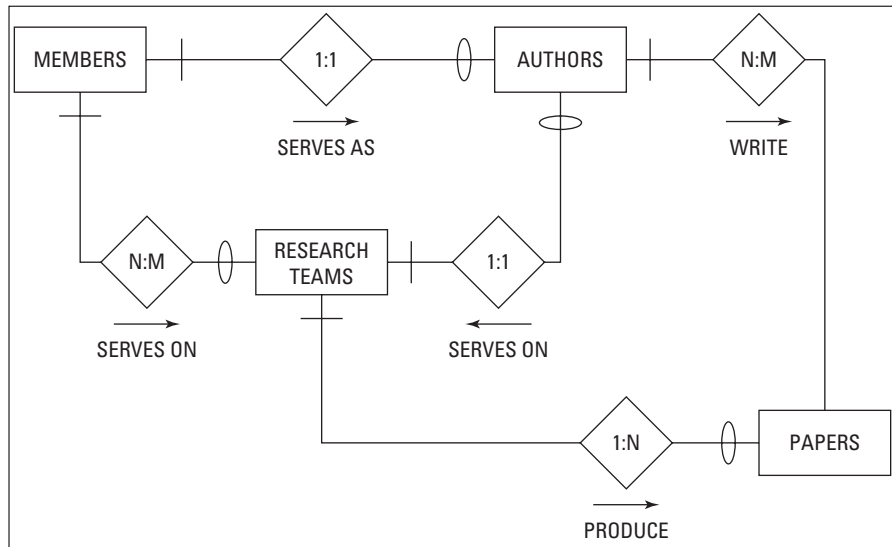 MEMBERS
1:1
AUTHORS
N:M
SERVES AS
WRITE
N:M
RESEARCH
TEAMS
1:1
SERVES ON
SERVES ON
1:N
PAPERS
PRODUCE